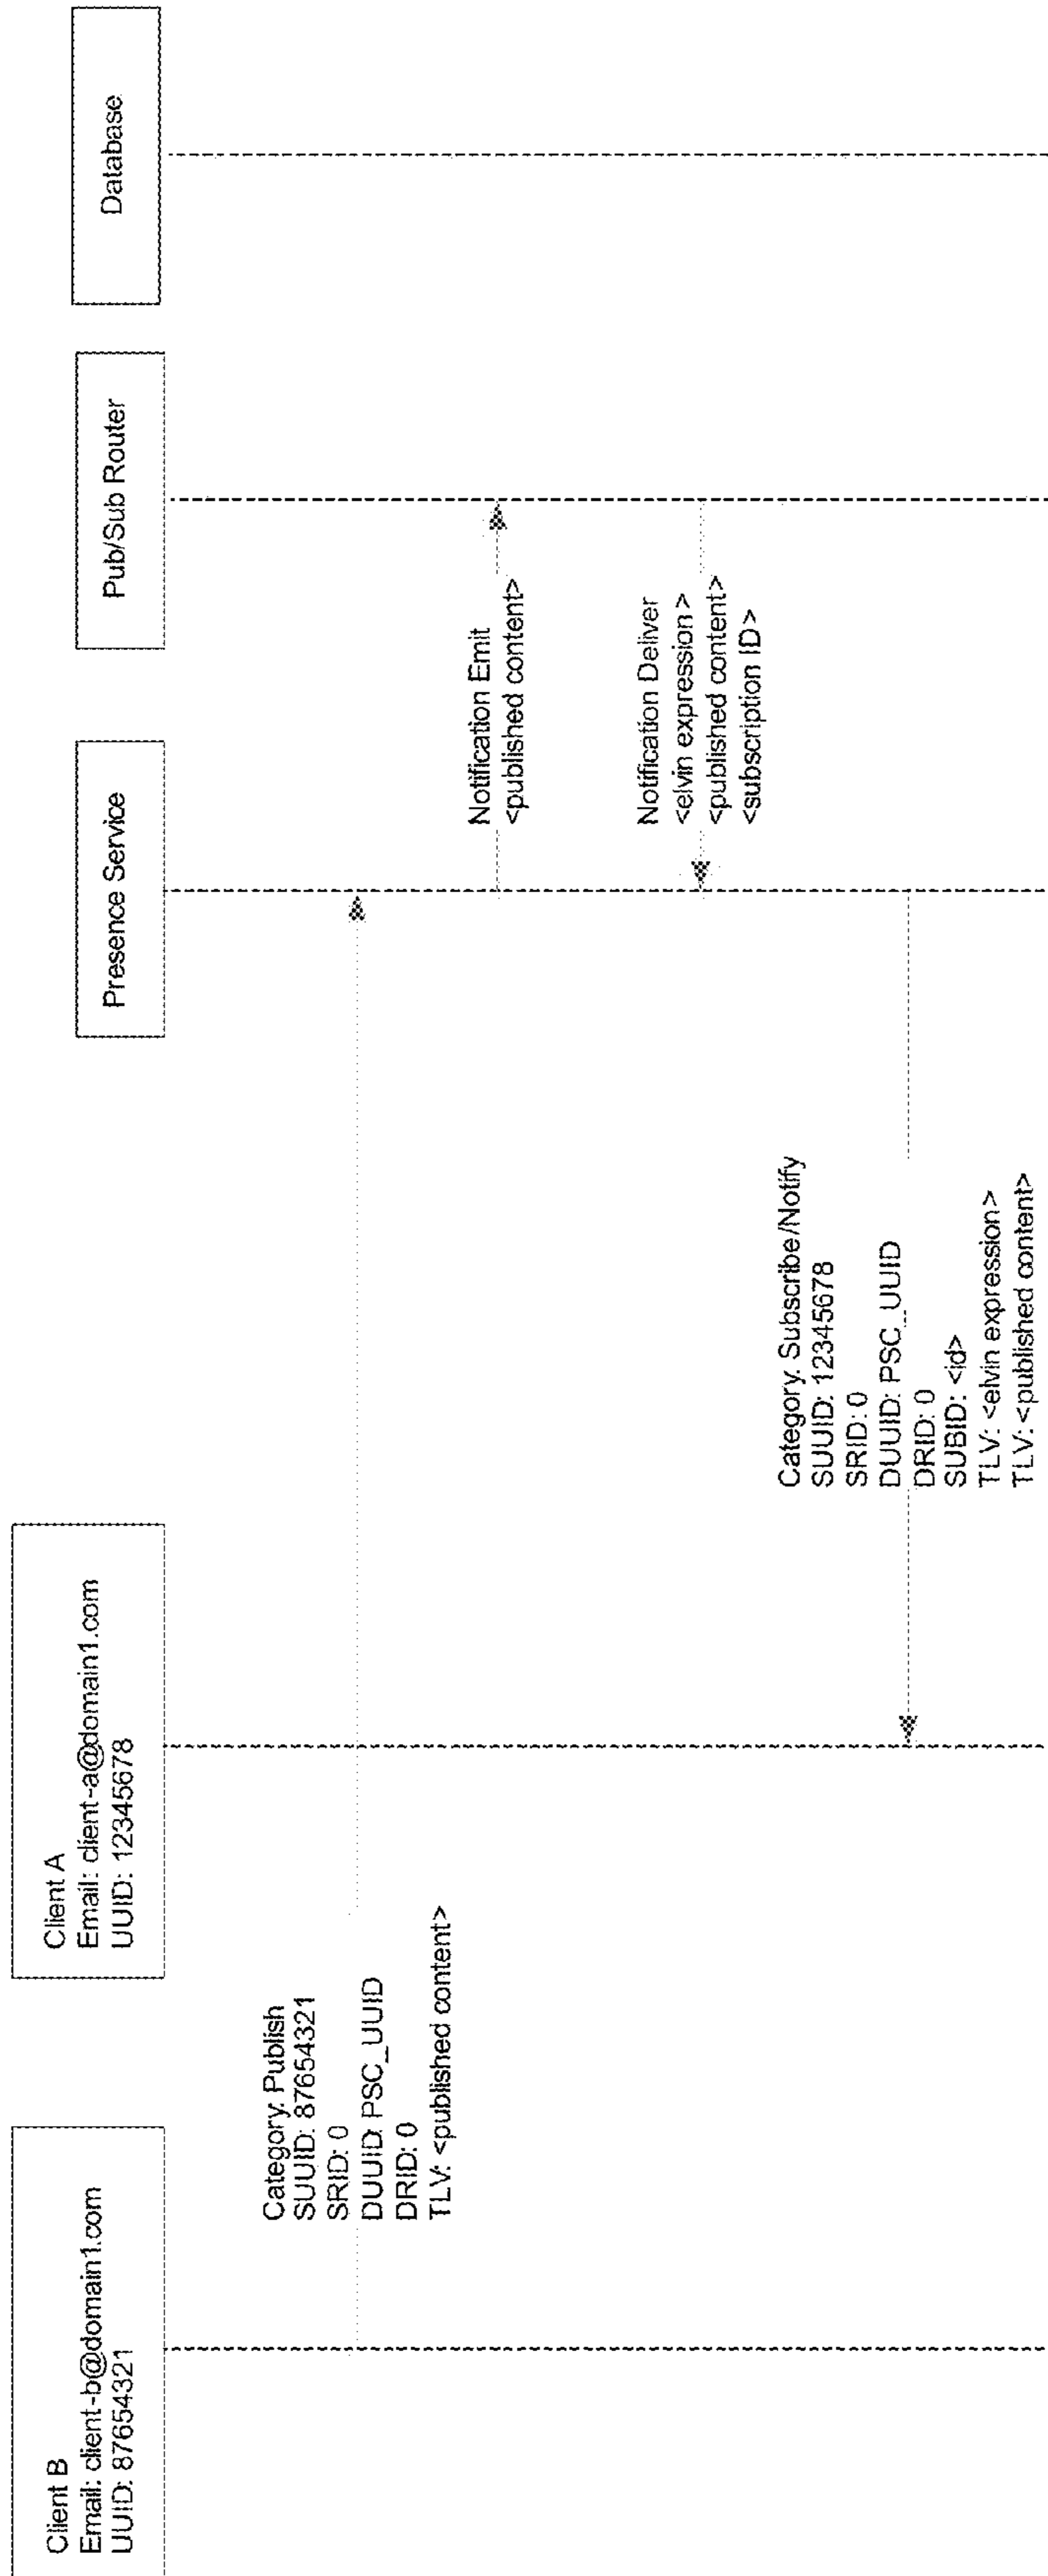 Client B
Email: client-b@domain1.com
UUID: 87654321
Client A
Email: client-a@domain1.com
UUID: 12345678
Presence Service
Pub/Sub Router
Database
Category: Publish
SUUID: 87654321
SRID: 0
DUUID: PSC_UUID
DRID: 0
TLV: <published content>
Notification Emit
<published content>
Notification Deliver
<elvin expression>
<published content>
<subscription ID>
Category: Subscribe/Notify
SUUID: 12345678
SRID: 0
DUUID: PSC_UUID
DRID: 0
SUBID: <id>
TLV: <elvin expression>
TLV: <published content>